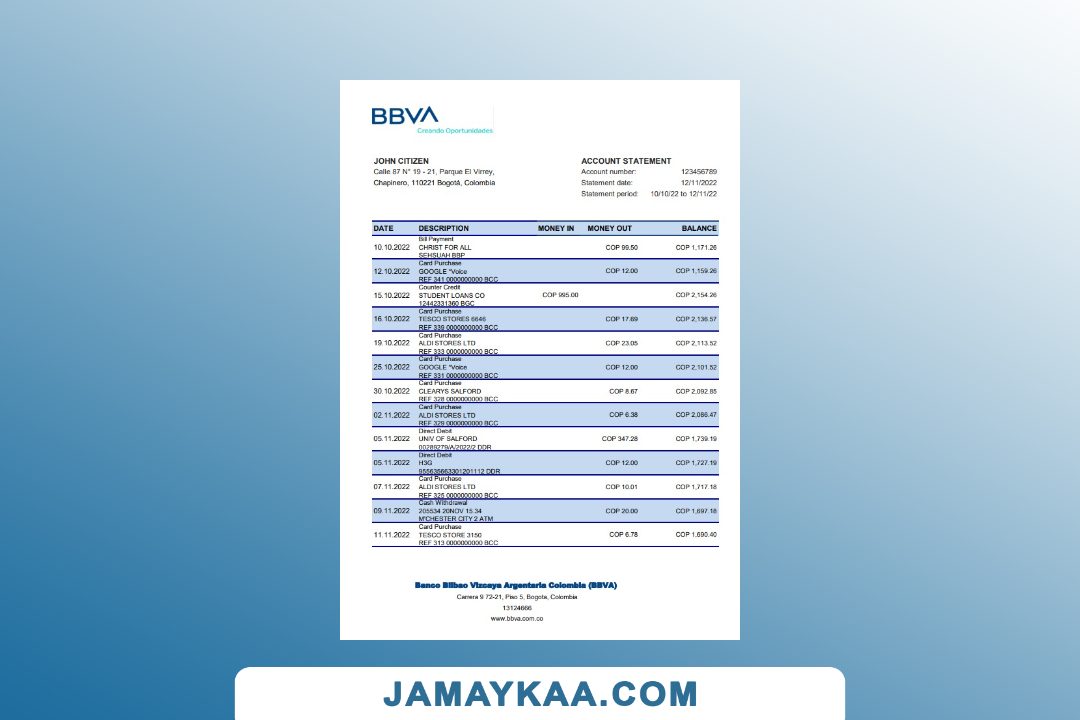 BBVA
Creando Oportunidades
JOHN CITIZEN
Calle 87 N° 19 - 21, Parque El Virrey,
Chapinero, 110221 Bogotá, Colombia
ACCOUNT STATEMENT
Account number: 123456789
Statement date: 12/11/2022
Statement period: 10/10/22 to 12/11/22
DATE DESCRIPTION MONEY IN MONEY OUT BALANCE
Bill Payment
10.10.2022 CHRIST FOR ALL COP 99.50 COP 1,171.26
SEHSUAH BBP
Card Purchase
12.10.2022 GOOGLE *Voice COP 12.00 COP 1,159.26
REF 341 0000000000 BCC
Counter Credit
15.10.2022 STUDENT LOANS CO COP 995.00 COP 2,154.26
12442331360 BGC
Card Purchase
16.10.2022 TESCO STORES 6646 COP 17.69 COP 2,136.57
REF 339 0000000000 BCC
Card Purchase
19.10.2022 ALDI STORES LTD COP 23.05 COP 2,113.52
REF 333 0000000000 BCC
Card Purchase
25.10.2022 GOOGLE *Voice COP 12.00 COP 2,101.52
REF 331 0000000000 BCC
Card Purchase
30.10.2022 CLEARYS SALFORD COP 8.67 COP 2,092.85
REF 328 0000000000 BCC
Card Purchase
02.11.2022 ALDI STORES LTD COP 6.38 COP 2,086.47
REF 329 0000000000 BCC
Direct Debit
05.11.2022 UNIV OF SALFORD COP 347.28 COP 1,739.19
00289279/A/2022/2 DDR
Direct Debit
05.11.2022 H3G COP 12.00 COP 1,727.19
955635663301201112 DDR
Card Purchase
07.11.2022 ALDI STORES LTD COP 10.01 COP 1,717.18
REF 325 0000000000 BCC
Cash Withdrawal
09.11.2022 205534 20NOV 15.34 COP 20.00 COP 1,697.18
M'CHESTER CITY 2 ATM
Card Purchase
11.11.2022 TESCO STORE 3150 COP 6.78 COP 1,690.40
REF 313 0000000000 BCC
Banco Bilbao Vizcaya Argentaria Colombia (BBVA)
Carrera 9 72-21, Piso 5, Bogota, Colombia
13124666
www.bbva.com.co
JAMAYKAA.COM